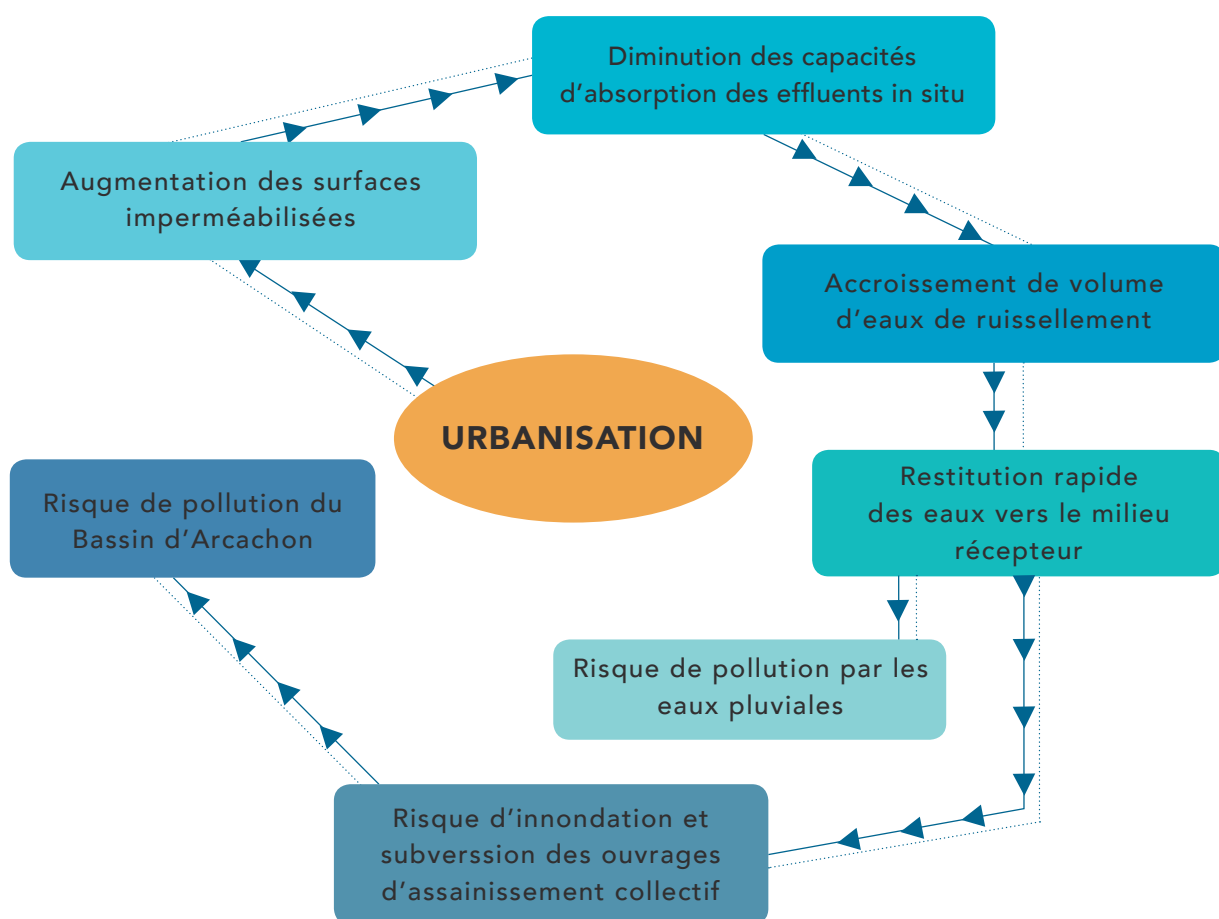 Diminution des capacités
d'absorption des effluents in situ
Augmentation des surfaces
imperméabilisées
Accroissement de volume
d'eaux de ruissellement
URBANISATION
Restitution rapide
des eaux vers le milieu
récepteur
Risque de pollution du
Bassin d'Arcachon
Risque de pollution par les
eaux pluviales
Risque d'innondation et
subverssion des ouvrages
d'assainissement collectif